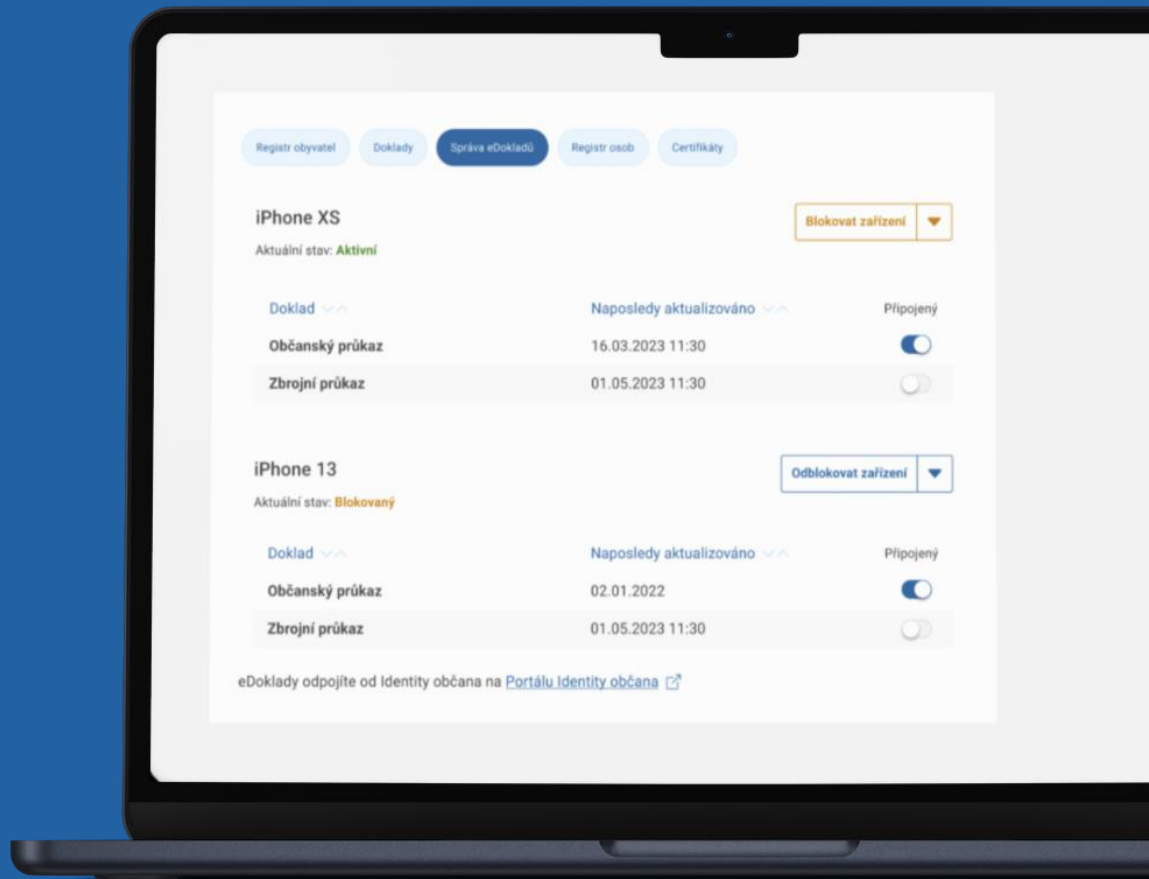 Registr obyvatel Doklady Správa eDokladů Registr osob Certifikáty
iPhone XS Blokovat zařízení
Aktuální stav: Aktivní
Doklad Naposledy aktualizováno Připojený
Občanský průkaz 16.03.2023 11:30
Zbrojní průkaz 01.05.2023 11:30
iPhone 13 Odblokovat zařízení
Aktuální stav: Blokovaný
Doklad Naposledy aktualizováno Připojený
Občanský průkaz 02.01.2022
Zbrojní průkaz 01.05.2023 11:30
eDoklady odpojíte od Identity občana na Portálu Identity občana